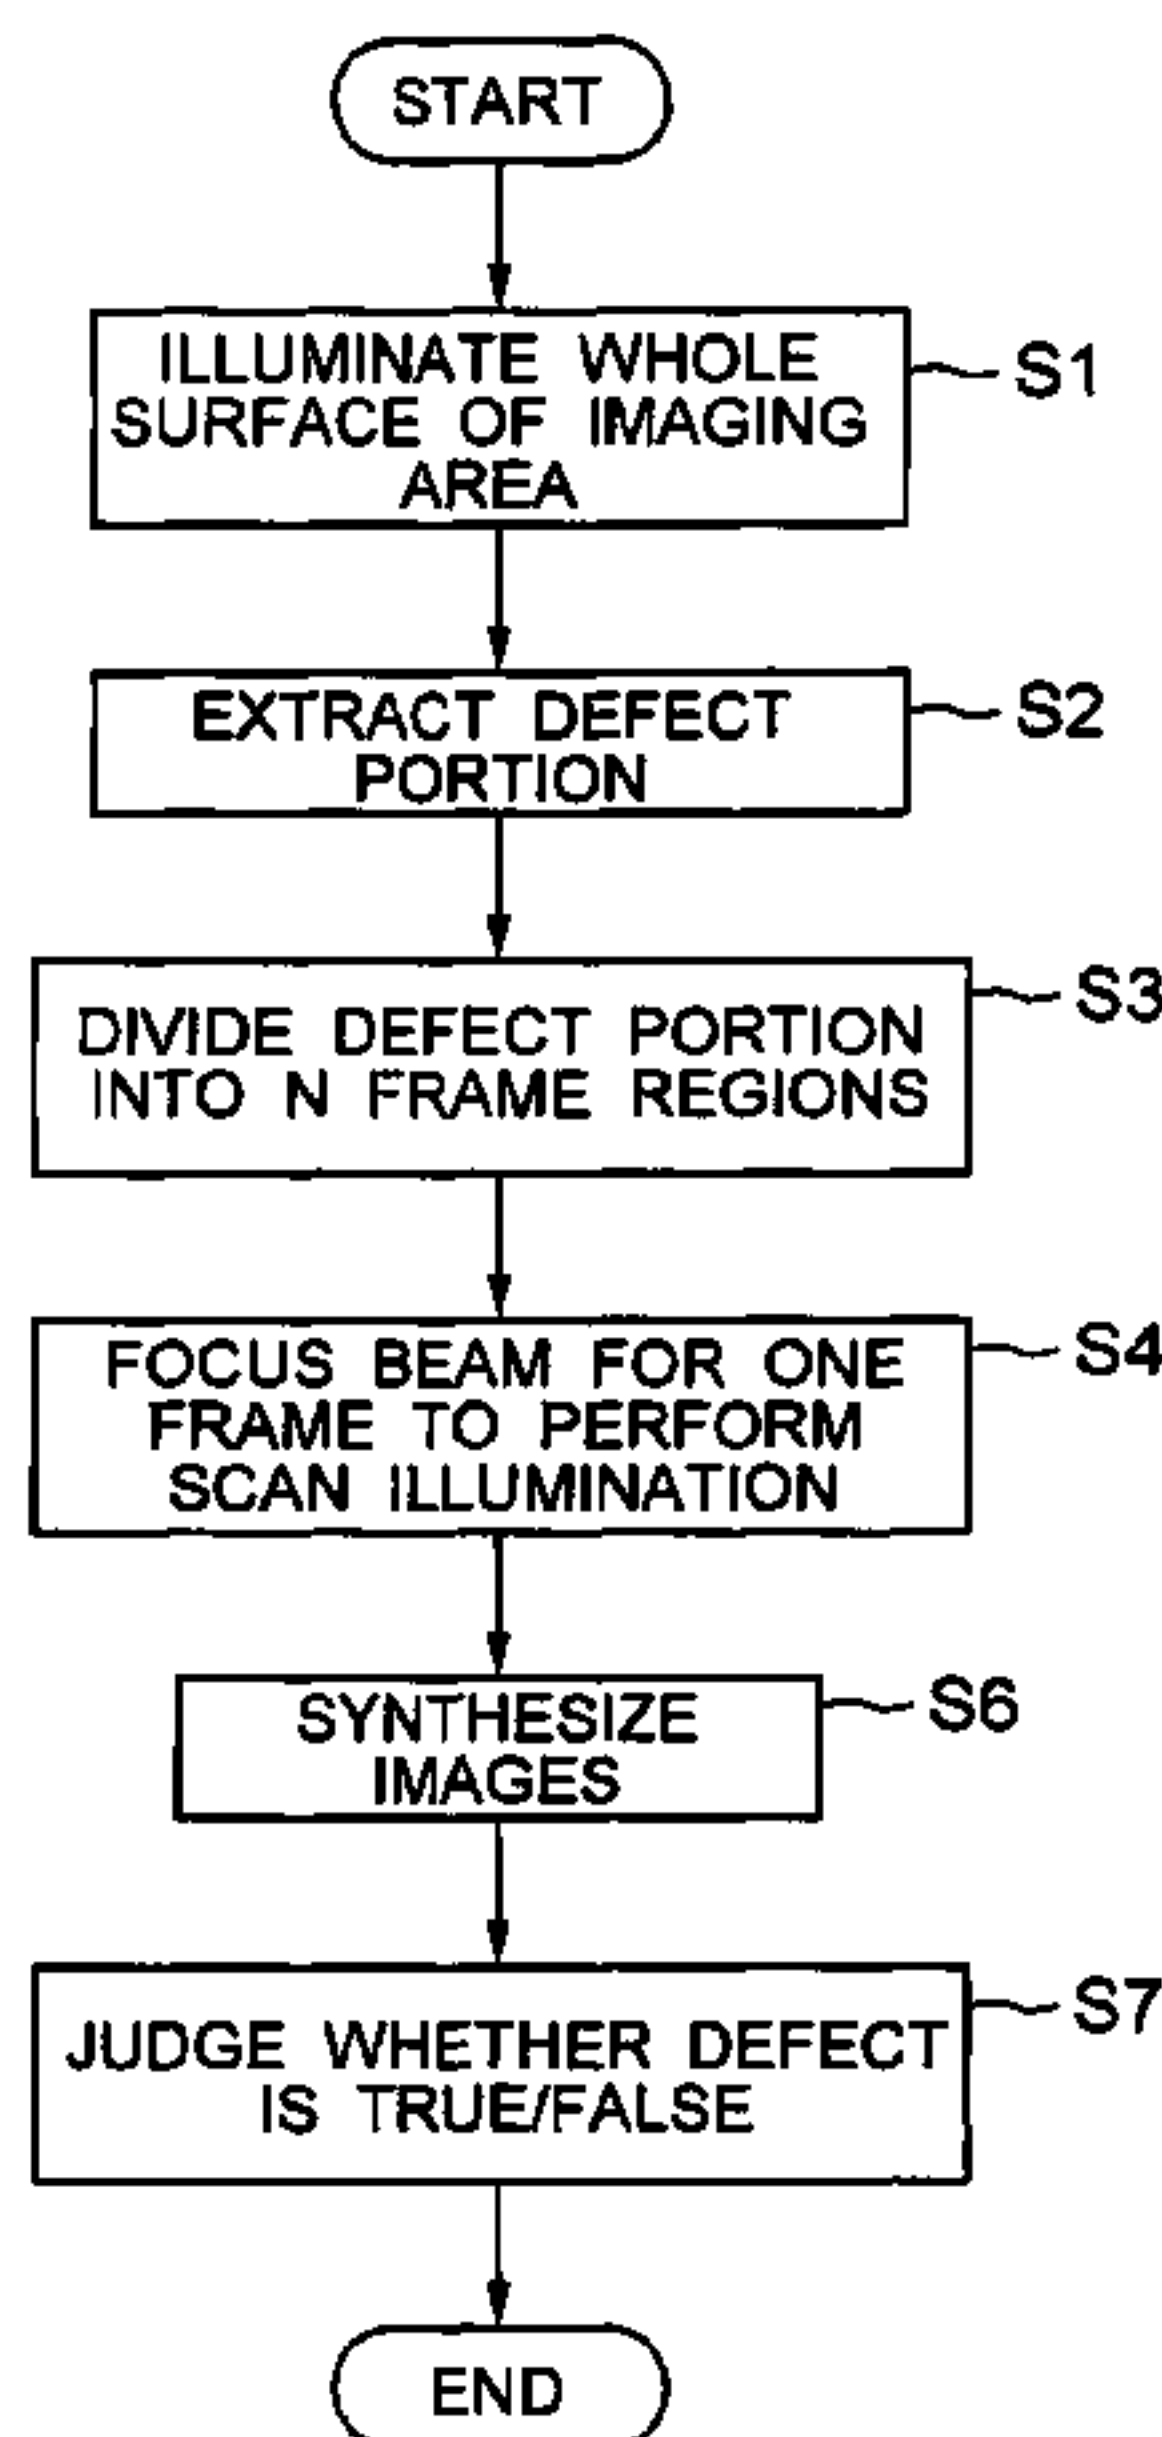 START
ILLUMINATE WHOLE
SURFACE OF IMAGING
AREA
S1
EXTRACT DEFECT
PORTION
S2
DIVIDE DEFECT PORTION
INTO N FRAME REGIONS
S3
FOCUS BEAM FOR ONE
FRAME TO PERFORM
SCAN ILLUMINATION
S4
SYNTHESIZE
IMAGES
S6
JUDGE WHETHER DEFECT
IS TRUE/FALSE
S7
END